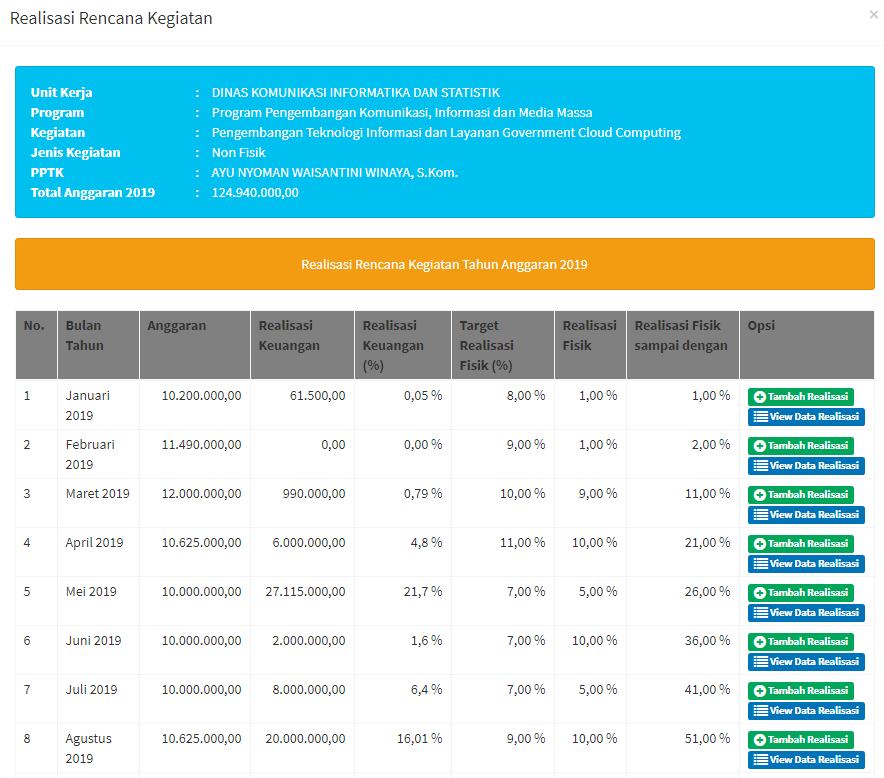 Realisasi Rencana Kegiatan ×
Unit Kerja : DINAS KOMUNIKASI INFORMATIKA DAN STATISTIK
Program : Program Pengembangan Komunikasi, Informasi dan Media Massa
Kegiatan : Pengembangan Teknologi Informasi dan Layanan Government Cloud Computing
Jenis Kegiatan : Non Fisik
PPTK : AYU NYOMAN WAISANTINI WINAYA, S.Kom.
Total Anggaran 2019 : 124.940.000,00
Realisasi Rencana Kegiatan Tahun Anggaran 2019
No. Bulan Anggaran Realisasi Realisasi Target Realisasi Realisasi Fisik Opsi
Tahun Keuangan Keuangan Realisasi Fisik sampai dengan
(%) Fisik (%)
1 Januari 10.200.000,00 61.500,00 0,05 % 8,00 % 1,00 % 1,00 % Tambah Realisasi
2019 View Data Realisasi
2 Februari 11.490.000,00 0,00 0,00 % 9,00 % 1,00 % 2,00 % Tambah Realisasi
2019 View Data Realisasi
3 Maret 2019 12.000.000,00 990.000,00 0,79 % 10,00 % 9,00 % 11,00 % Tambah Realisasi
View Data Realisasi
4 April 2019 10.625.000,00 6.000.000,00 4,8 % 11,00 % 10,00 % 21,00 % Tambah Realisasi
View Data Realisasi
5 Mei 2019 10.000.000,00 27.115.000,00 21,7 % 7,00 % 5,00 % 26,00 % Tambah Realisasi
View Data Realisasi
6 Juni 2019 10.000.000,00 2.000.000,00 1,6 % 7,00 % 10,00 % 36,00 % Tambah Realisasi
View Data Realisasi
7 Juli 2019 10.000.000,00 8.000.000,00 6,4 % 7,00 % 5,00 % 41,00 % Tambah Realisasi
View Data Realisasi
8 Agustus 10.625.000,00 20.000.000,00 16,01 % 9,00 % 10,00 % 51,00 % Tambah Realisasi
2019 View Data Realisasi